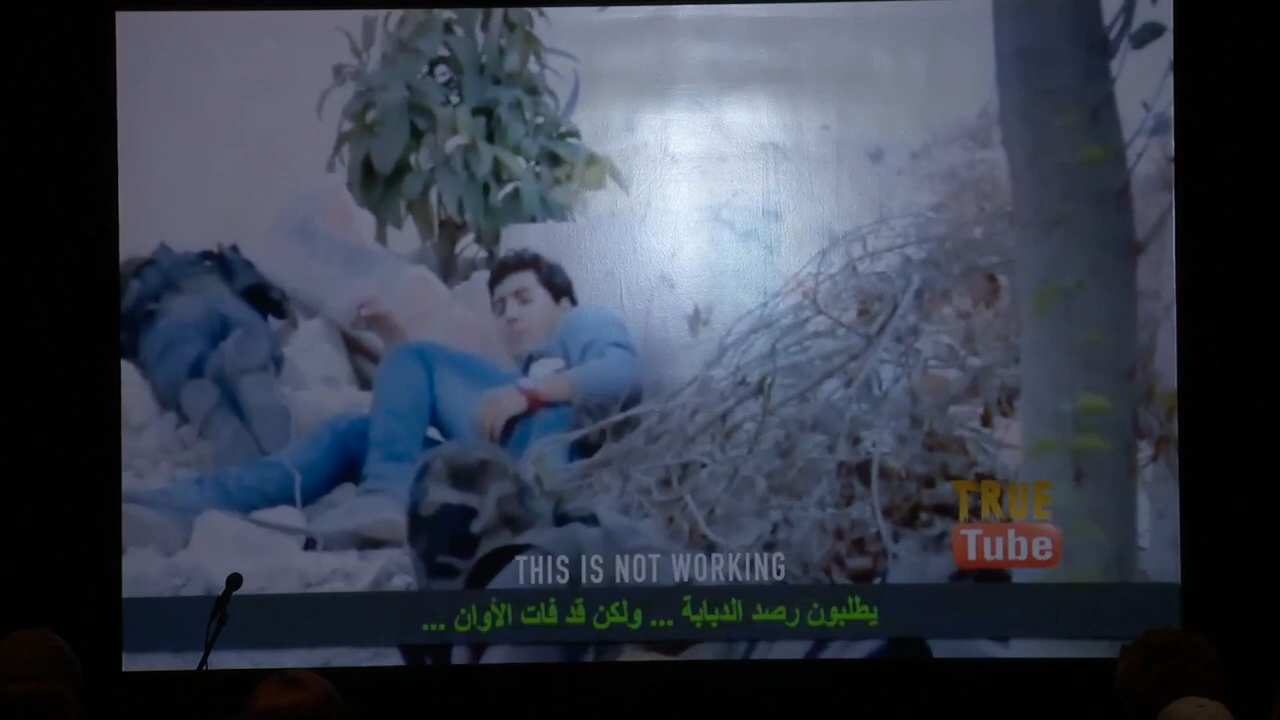 TRUE
Tube
THIS IS NOT WORKING
يطلبون رصد الدبابة ... ولكن قد فات الأوان ...